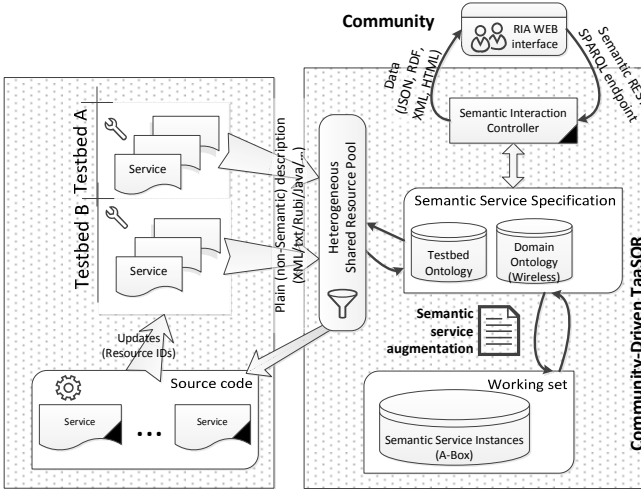 Community
RIA WEB
interface
Data
(JSON, RDF,
XML, HTML)
Semantic RES
SPARQL endpoint
Semantic Interaction
Controller
Testbed A
Service
Testbed B
Service
Plain (non-Semantic) description
(XML/txt/Rubi/Java/…)
Heterogeneous
Shared Resource Pool
Semantic Service Specification
Testbed
Ontology
Domain
Ontology
(Wireless)
Semantic
service
augmentation
Updates
(Resource IDs)
Source code
Service
...
Service
Working set
Semantic Service Instances
(A-Box)
Community-Driven TaaSOR